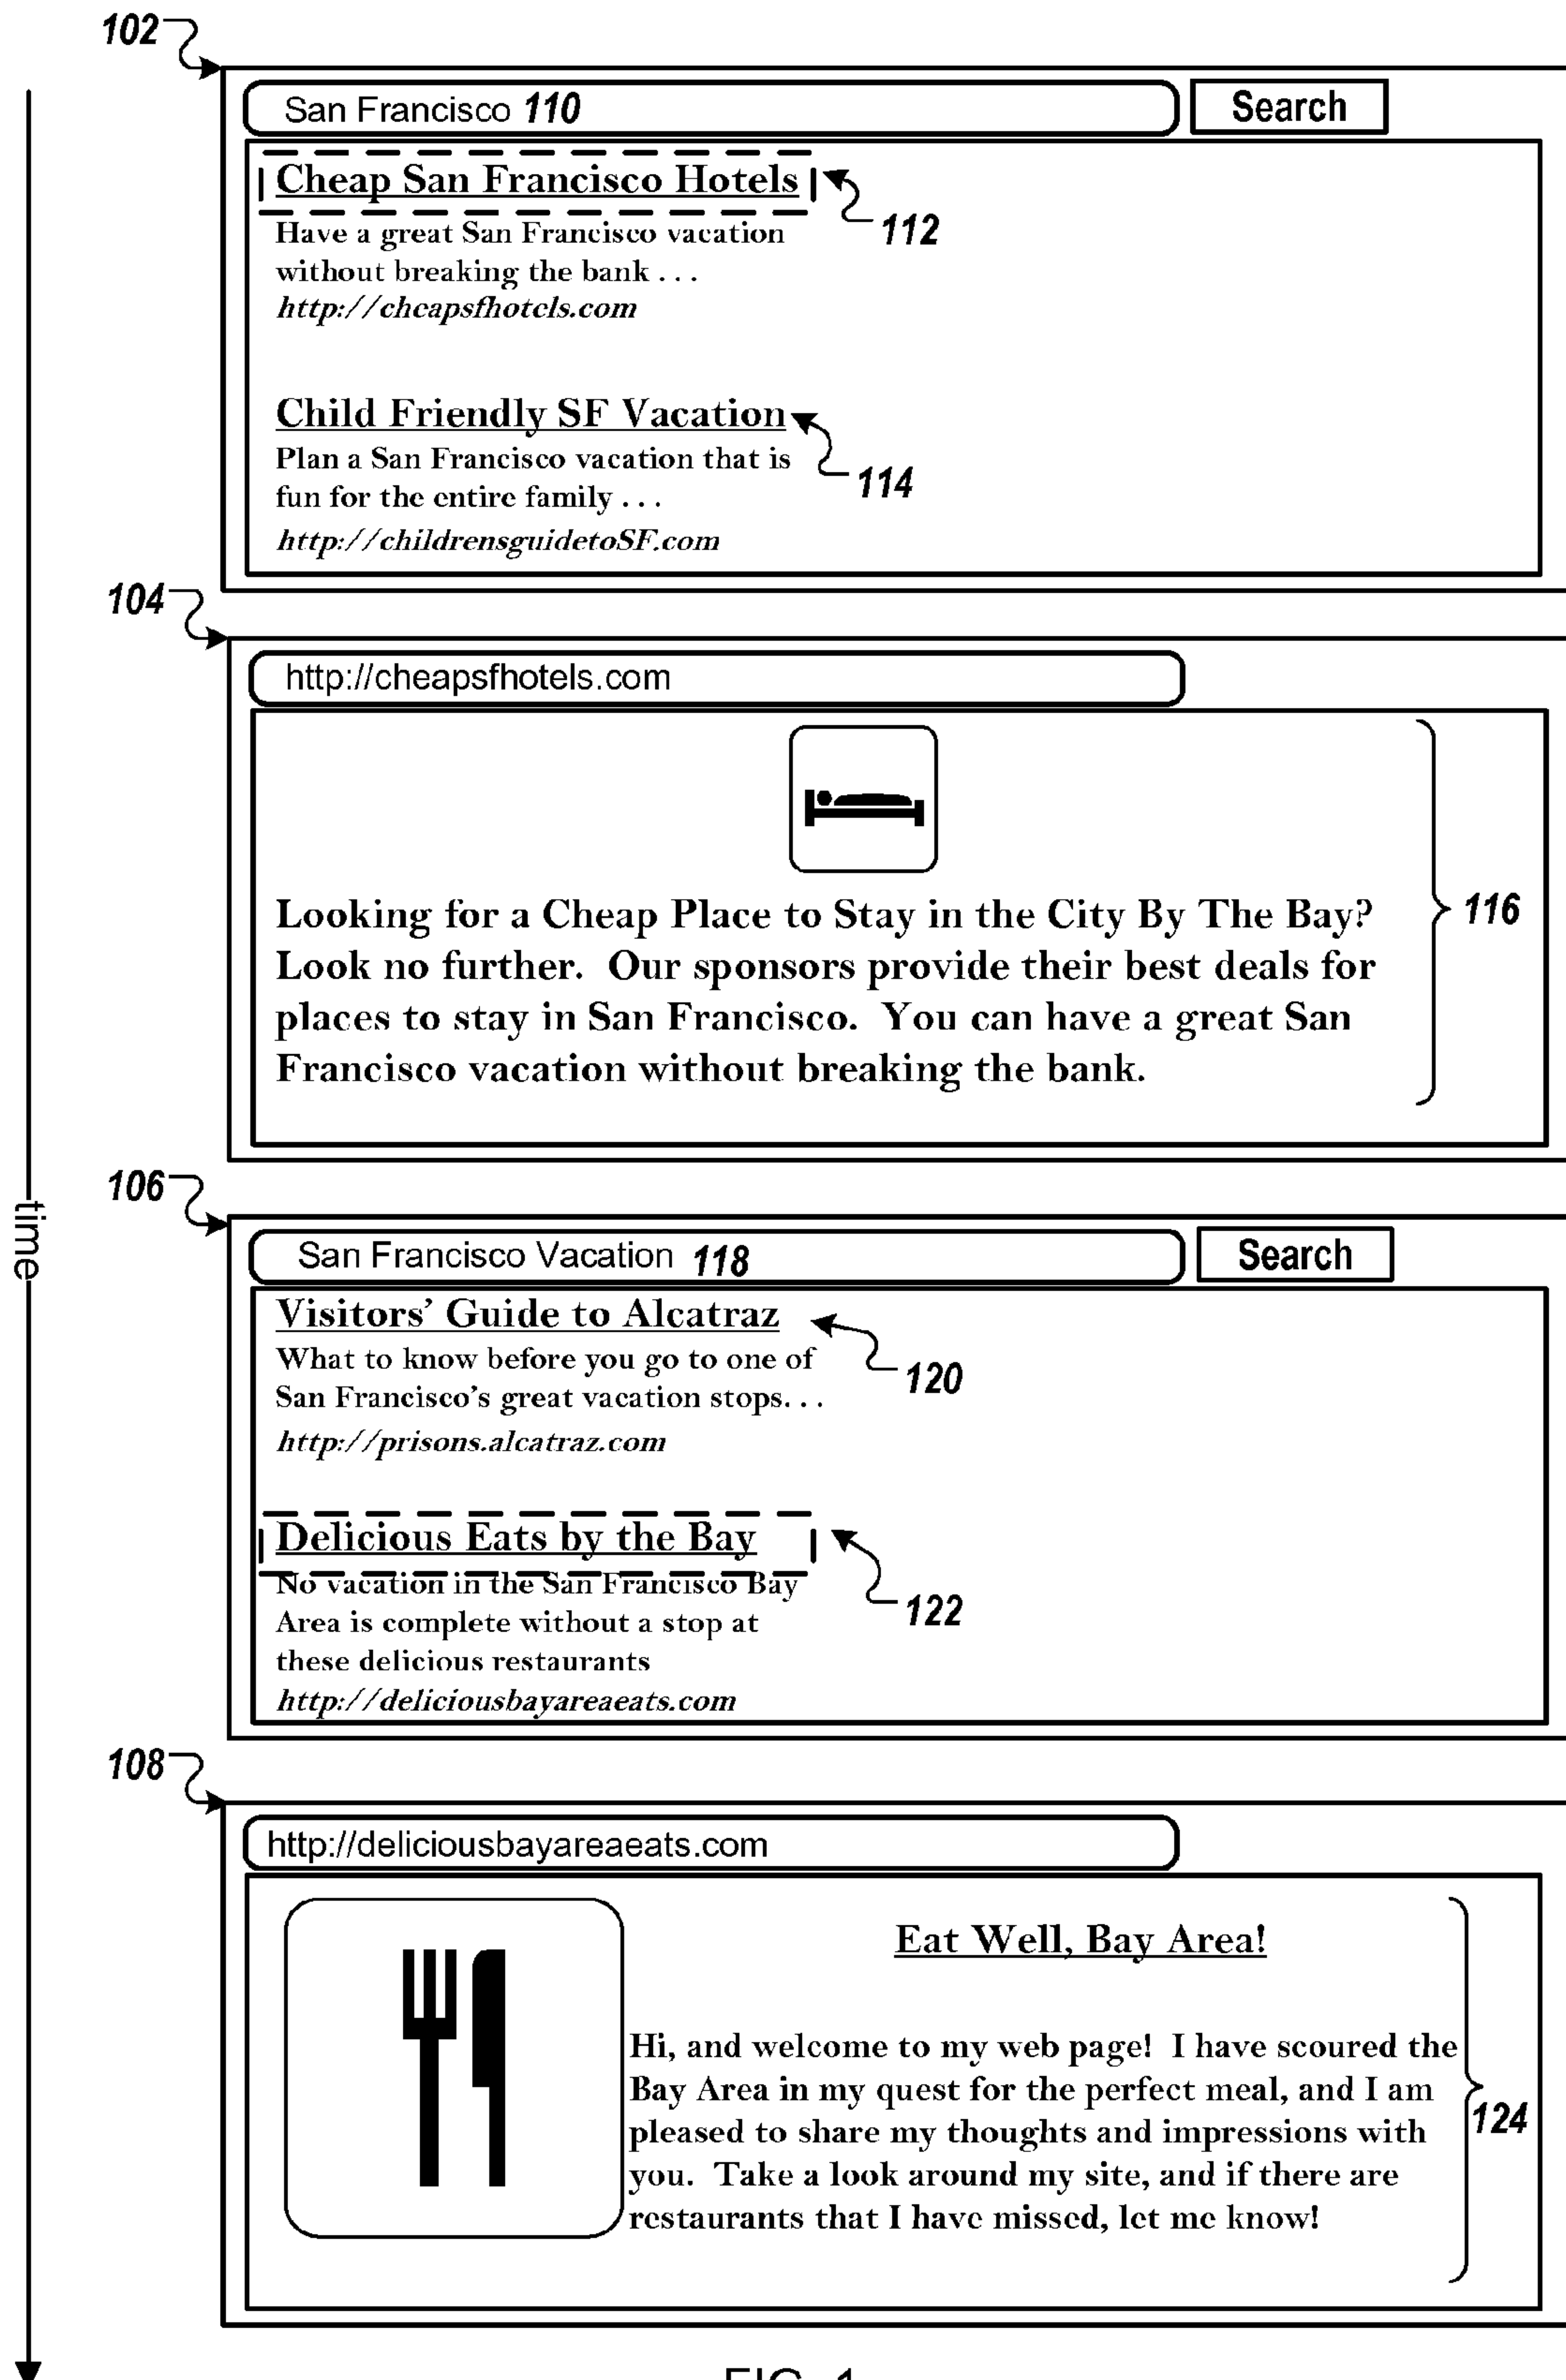 102
San Francisco 110 Search
Cheap San Francisco Hotels
112
Have a great San Francisco vacation
without breaking the bank . . .
http://cheapsfhotels.com
Child Friendly SF Vacation
Plan a San Francisco vacation that is
114
fun for the entire family . . .
http://childrensguidetoSF.com
104
http://cheapsfhotels.com
Looking for a Cheap Place to Stay in the City By The Bay?
116
Look no further. Our sponsors provide their best deals for
places to stay in San Francisco. You can have a great San
Francisco vacation without breaking the bank.
106
time
San Francisco Vacation 118 Search
Visitors’ Guide to Alcatraz
What to know before you go to one of
120
San Francisco’s great vacation stops. . .
http://prisons.alcatraz.com
Delicious Eats by the Bay
No vacation in the San Francisco Bay
122
Area is complete without a stop at
these delicious restaurants
http://deliciousbayareaeats.com
108
http://deliciousbayareaeats.com
Eat Well, Bay Area!
Hi, and welcome to my web page! I have scoured the
Bay Area in my quest for the perfect meal, and I am
124
pleased to share my thoughts and impressions with
you. Take a look around my site, and if there are
restaurants that I have missed, let me know!
FIG. 1